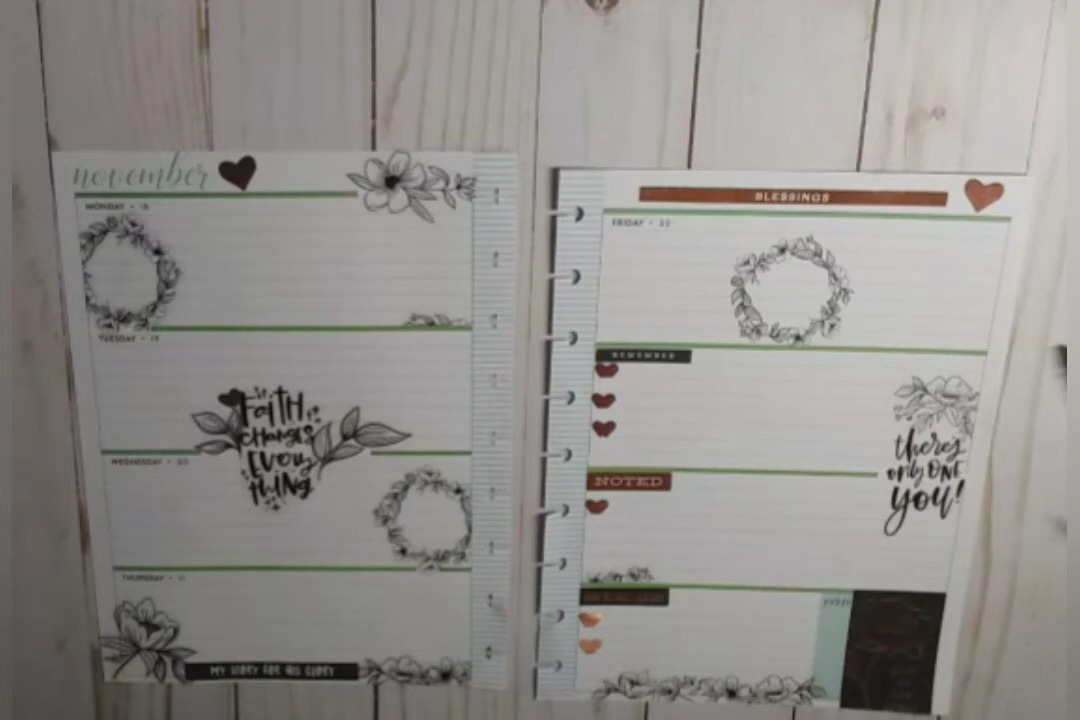 november
MONDAY • 18
TUESDAY • 19
FAITH
CHANGES
EVERY
THING
WEDNESDAY • 20
THURSDAY • 21
MY STORY FOR HIS GLORY
BLESSINGS
FRIDAY • 22
REMEMBER
there's
only ONE
you!
NOTED